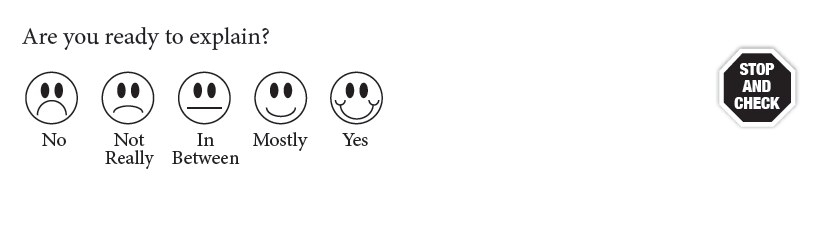 Are you ready to explain?
No
Not
Really
In
Between
Mostly
Yes
STOP
AND
CHECK